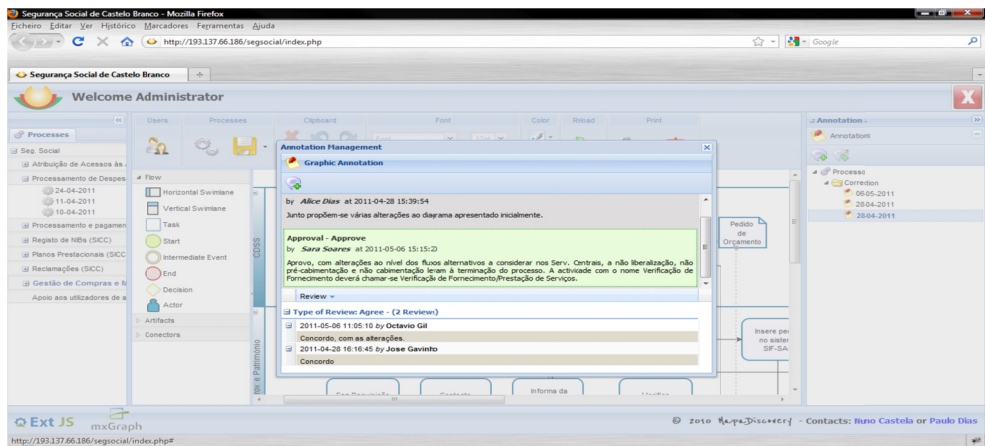 Segurança Social de Castelo Branco - Mozilla Firefox
Ficheiro Editar Ver Histórico Marcadores Ferramentas Ajuda
http://193.137.66.186/segsocial/index.php
Google
Segurança Social de Castelo Branco
Welcome Administrator
X
Users Processes Clipboard Font Color Reload Print
Processes
Seg. Social
Atribuição de Acessos às
Processamento de Despes
24-04-2011
11-04-2011
10-04-2011
Processamento e pagamen
Registo de NIBs (SICC)
Planos Prestacionais (SICC
Reclamações (SICC)
Gestão de Compras e
Apoio aos utilizadores de a
Flow
Horizontal Swimlane
Vertical Swimlane
Task
Start
Intermediate Event
End
Decision
Actor
Artifacts
Conectors
CDSS
e Património
Annotation Management
Graphic Annotation
by Alice Dias at 2011-04-28 15:39:54
Junto propõem-se várias alterações ao diagrama apresentado inicialmente.
Approval - Approve
by Sara Soares at 2011-05-06 15:15:20
Aprovo, com alterações ao nível dos fluxos alternativos a considerar nos Serv. Centrais, a não liberalização, não
pré-cabimentação e não cabimentação leram à terminação do processo. A actividade com o nome Verificação de
Fornecimento deverá chamar-se Verificação de Fornecimento/Prestação de Serviços.
Review
Type of Review: Agree - (2 Review:)
2011-05-06 11:05:10 by Octavio Gil
Concordo, com as alterações.
2011-04-28 16:16:45 by Jose Gavinho
Concordo
Pedido
de
Orçamento
Insere pe
no siste
SIF-SA
Informa da
Annotation
Annotations
Processo
Corredion
06-05-2011
28-04-2011
28-04-2011
Ext JS
mxGraph
© 2010 MapaDiscovery - Contacts: Nuno Castela or Paulo Dias
http://193.137.66.186/segsocial/index.php#